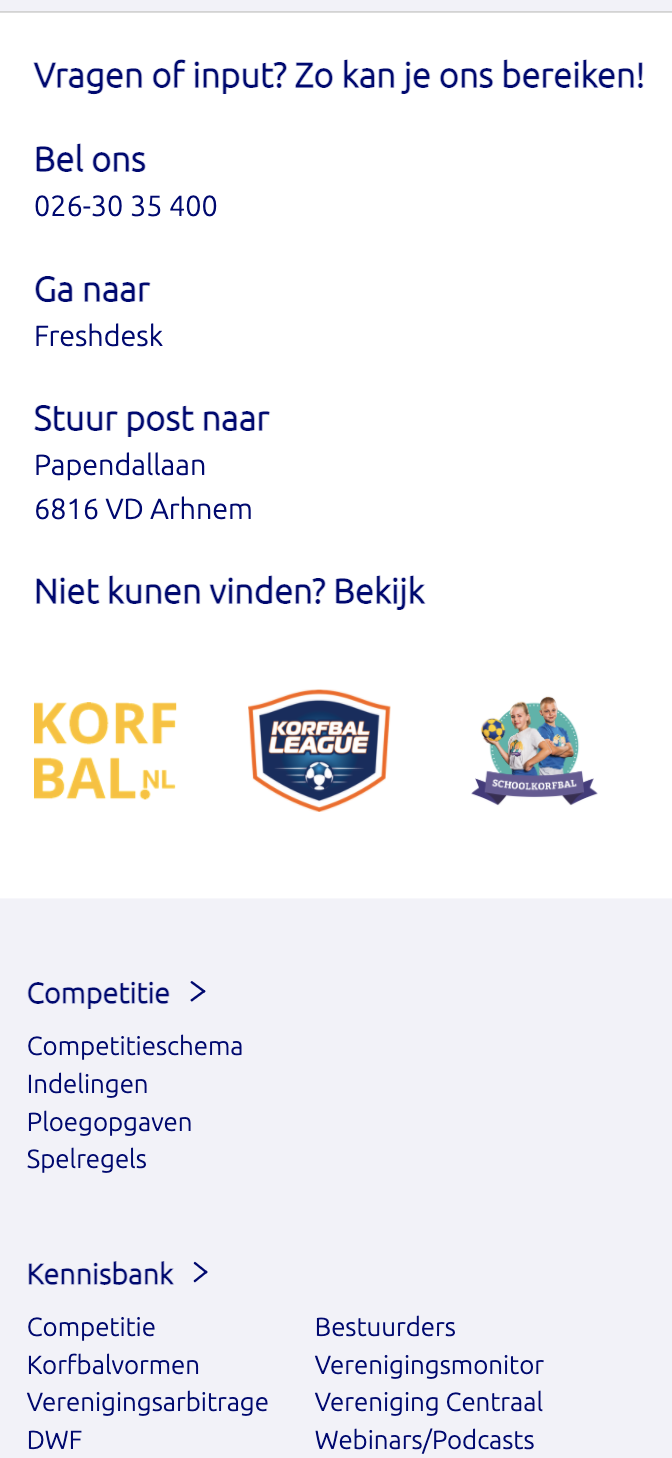 Vragen of input? Zo kan je ons bereiken!
Bel ons
026-30 35 400
Ga naar
Freshdesk
Stuur post naar
Papendallaan
6816 VD Arhnem
Niet kunen vinden? Bekijk
KORF
BAL.NL
KORFBAL
LEAGUE
SCHOOLKORFBAL
Competitie >
Competitieschema
Indelingen
Ploegopgaven
Spelregels
Kennisbank >
Competitie
Korfbalvormen
Verenigingsarbitrage
DWF
Bestuurders
Verenigingsmonitor
Vereniging Centraal
Webinars/Podcasts